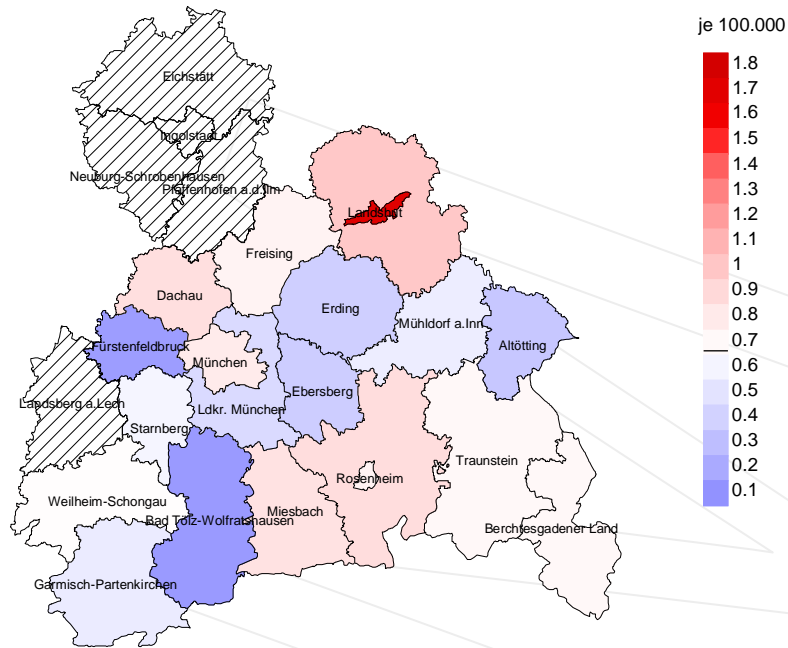 je 100.000
1.8
1.7
1.6
1.5
1.4
1.3
1.2
1.1
1
0.9
0.8
0.7
0.6
0.5
0.4
0.3
0.2
0.1
Eichstätt
Ingolstadt
Neuburg-Schrobenhausen
Pfaffenhofen a.d.Ilm
Landshut
Freising
Dachau
Erding
Mühldorf a.Inn
Altötting
Fürstenfeldbruck
München
Ebersberg
Landsberg a.Lech
Ldkr. München
Starnberg
Traunstein
Rosenheim
Weilheim-Schongau
Miesbach
Bad Tölz-Wolfratshausen
Berchtesgadener Land
Garmisch-Partenkirchen